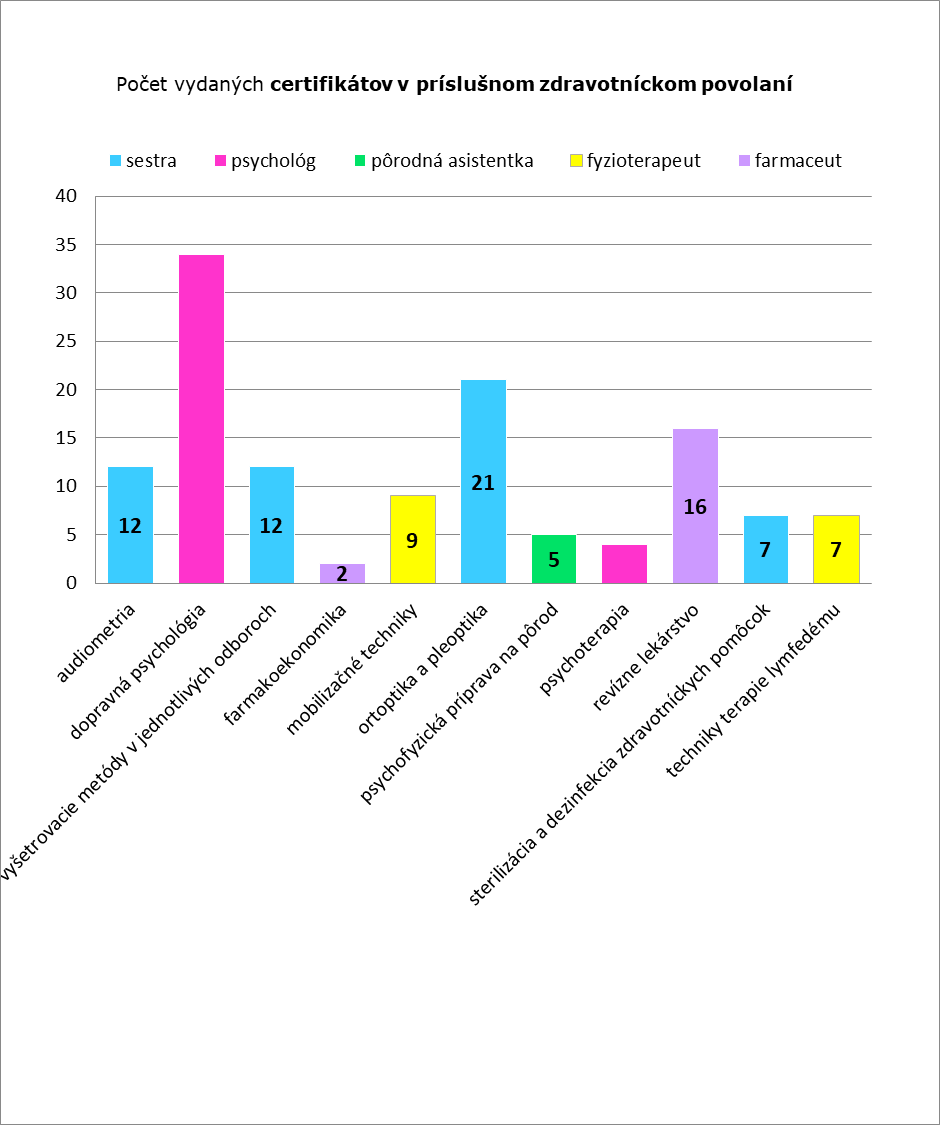 Počet vydaných certifikátov v príslušnom zdravotníckom povolaní
sestra psychológ pôrodná asistentka fyzioterapeut farmaceut
40
35
30
25
20
15
10
5
0
12
12
2
9
21
5
16
7
7
audiometria
dopravná psychológia
vyšetrovacie metódy v jednotlivých odboroch
farmakoekonomika
mobilizačné techniky
ortoptika a pleoptika
psychofyzická príprava na pôrod
psychoterapia
revízne lekárstvo
sterilizácia a dezinfekcia zdravotníckych pomôcok
techniky terapie lymfedému